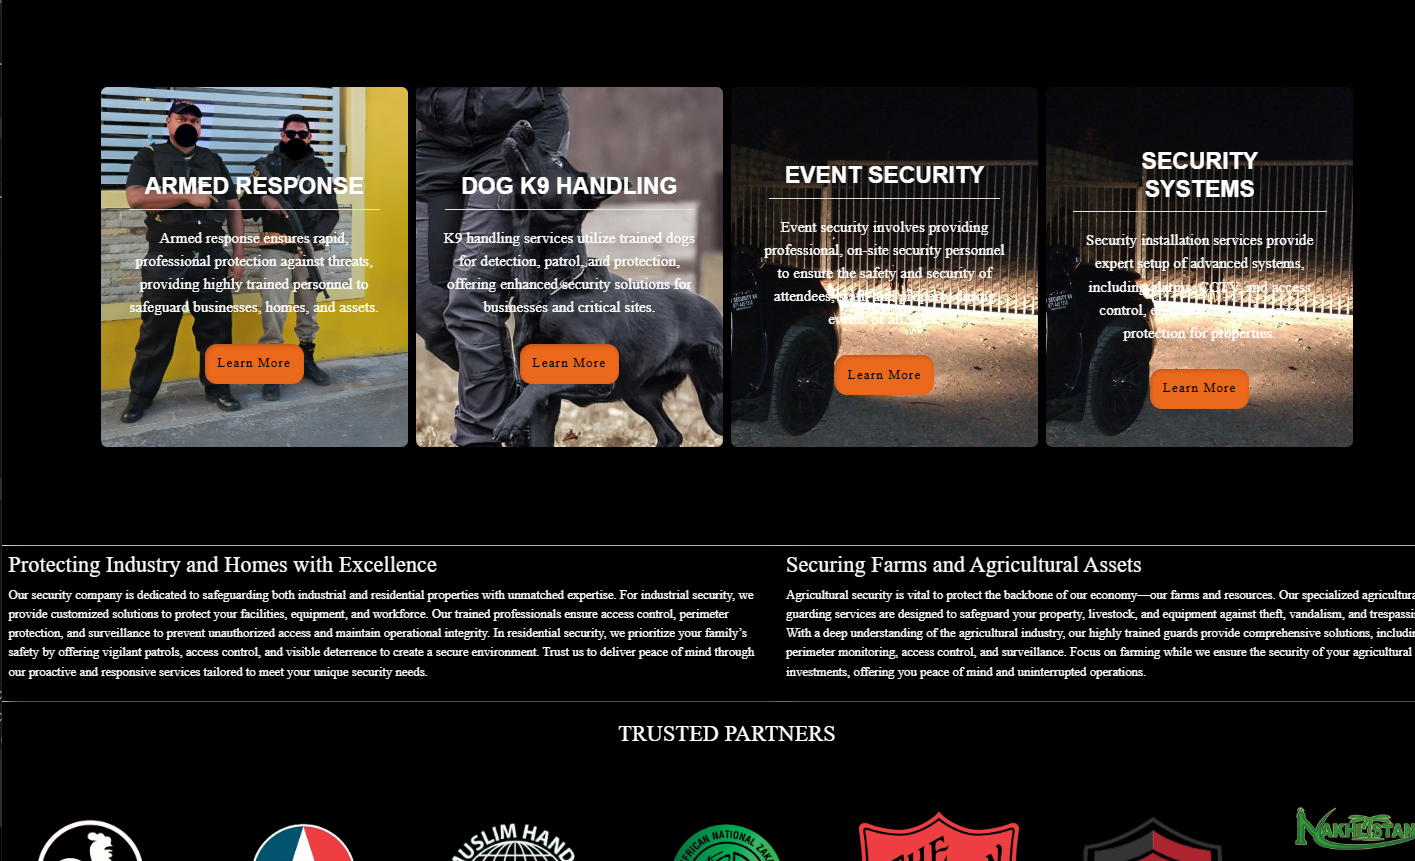 ARMED RESPONSE
Armed response ensures rapid,
professional protection against threats,
providing highly trained personnel to
safeguard businesses, homes, and assets.
Learn More
DOG K9 HANDLING
K9 handling services utilize trained dogs
for detection, patrol, and protection,
offering enhanced security solutions for
businesses and critical sites.
Learn More
EVENT SECURITY
Event security involves providing
professional, on-site security personnel
to ensure the safety and security of
attendees, staff, and property during
events of all
Learn More
SECURITY
SYSTEMS
Security installation services provide
expert setup of advanced systems,
including alarms, CCTV, and access
control,
protection for properties.
Learn More
Protecting Industry and Homes with Excellence
Our security company is dedicated to safeguarding both industrial and residential properties with unmatched expertise. For industrial security, we
provide customized solutions to protect your facilities, equipment, and workforce. Our trained professionals ensure access control, perimeter
protection, and surveillance to prevent unauthorized access and maintain operational integrity. In residential security, we prioritize your family’s
safety by offering vigilant patrols, access control, and visible deterrence to create a secure environment. Trust us to deliver peace of mind through
our proactive and responsive services tailored to meet your unique security needs.
Securing Farms and Agricultural Assets
Agricultural security is vital to protect the backbone of our economy—our farms and resources. Our specialized agricultura
guarding services are designed to safeguard your property, livestock, and equipment against theft, vandalism, and trespassi
With a deep understanding of the agricultural industry, our highly trained guards provide comprehensive solutions, includin
perimeter monitoring, access control, and surveillance. Focus on farming while we ensure the security of your agricultural
investments, offering you peace of mind and uninterrupted operations.
TRUSTED PARTNERS
MUSLIM HAND
AFRICAN NATIONAL ZAK
THE
NAKHLISTAN